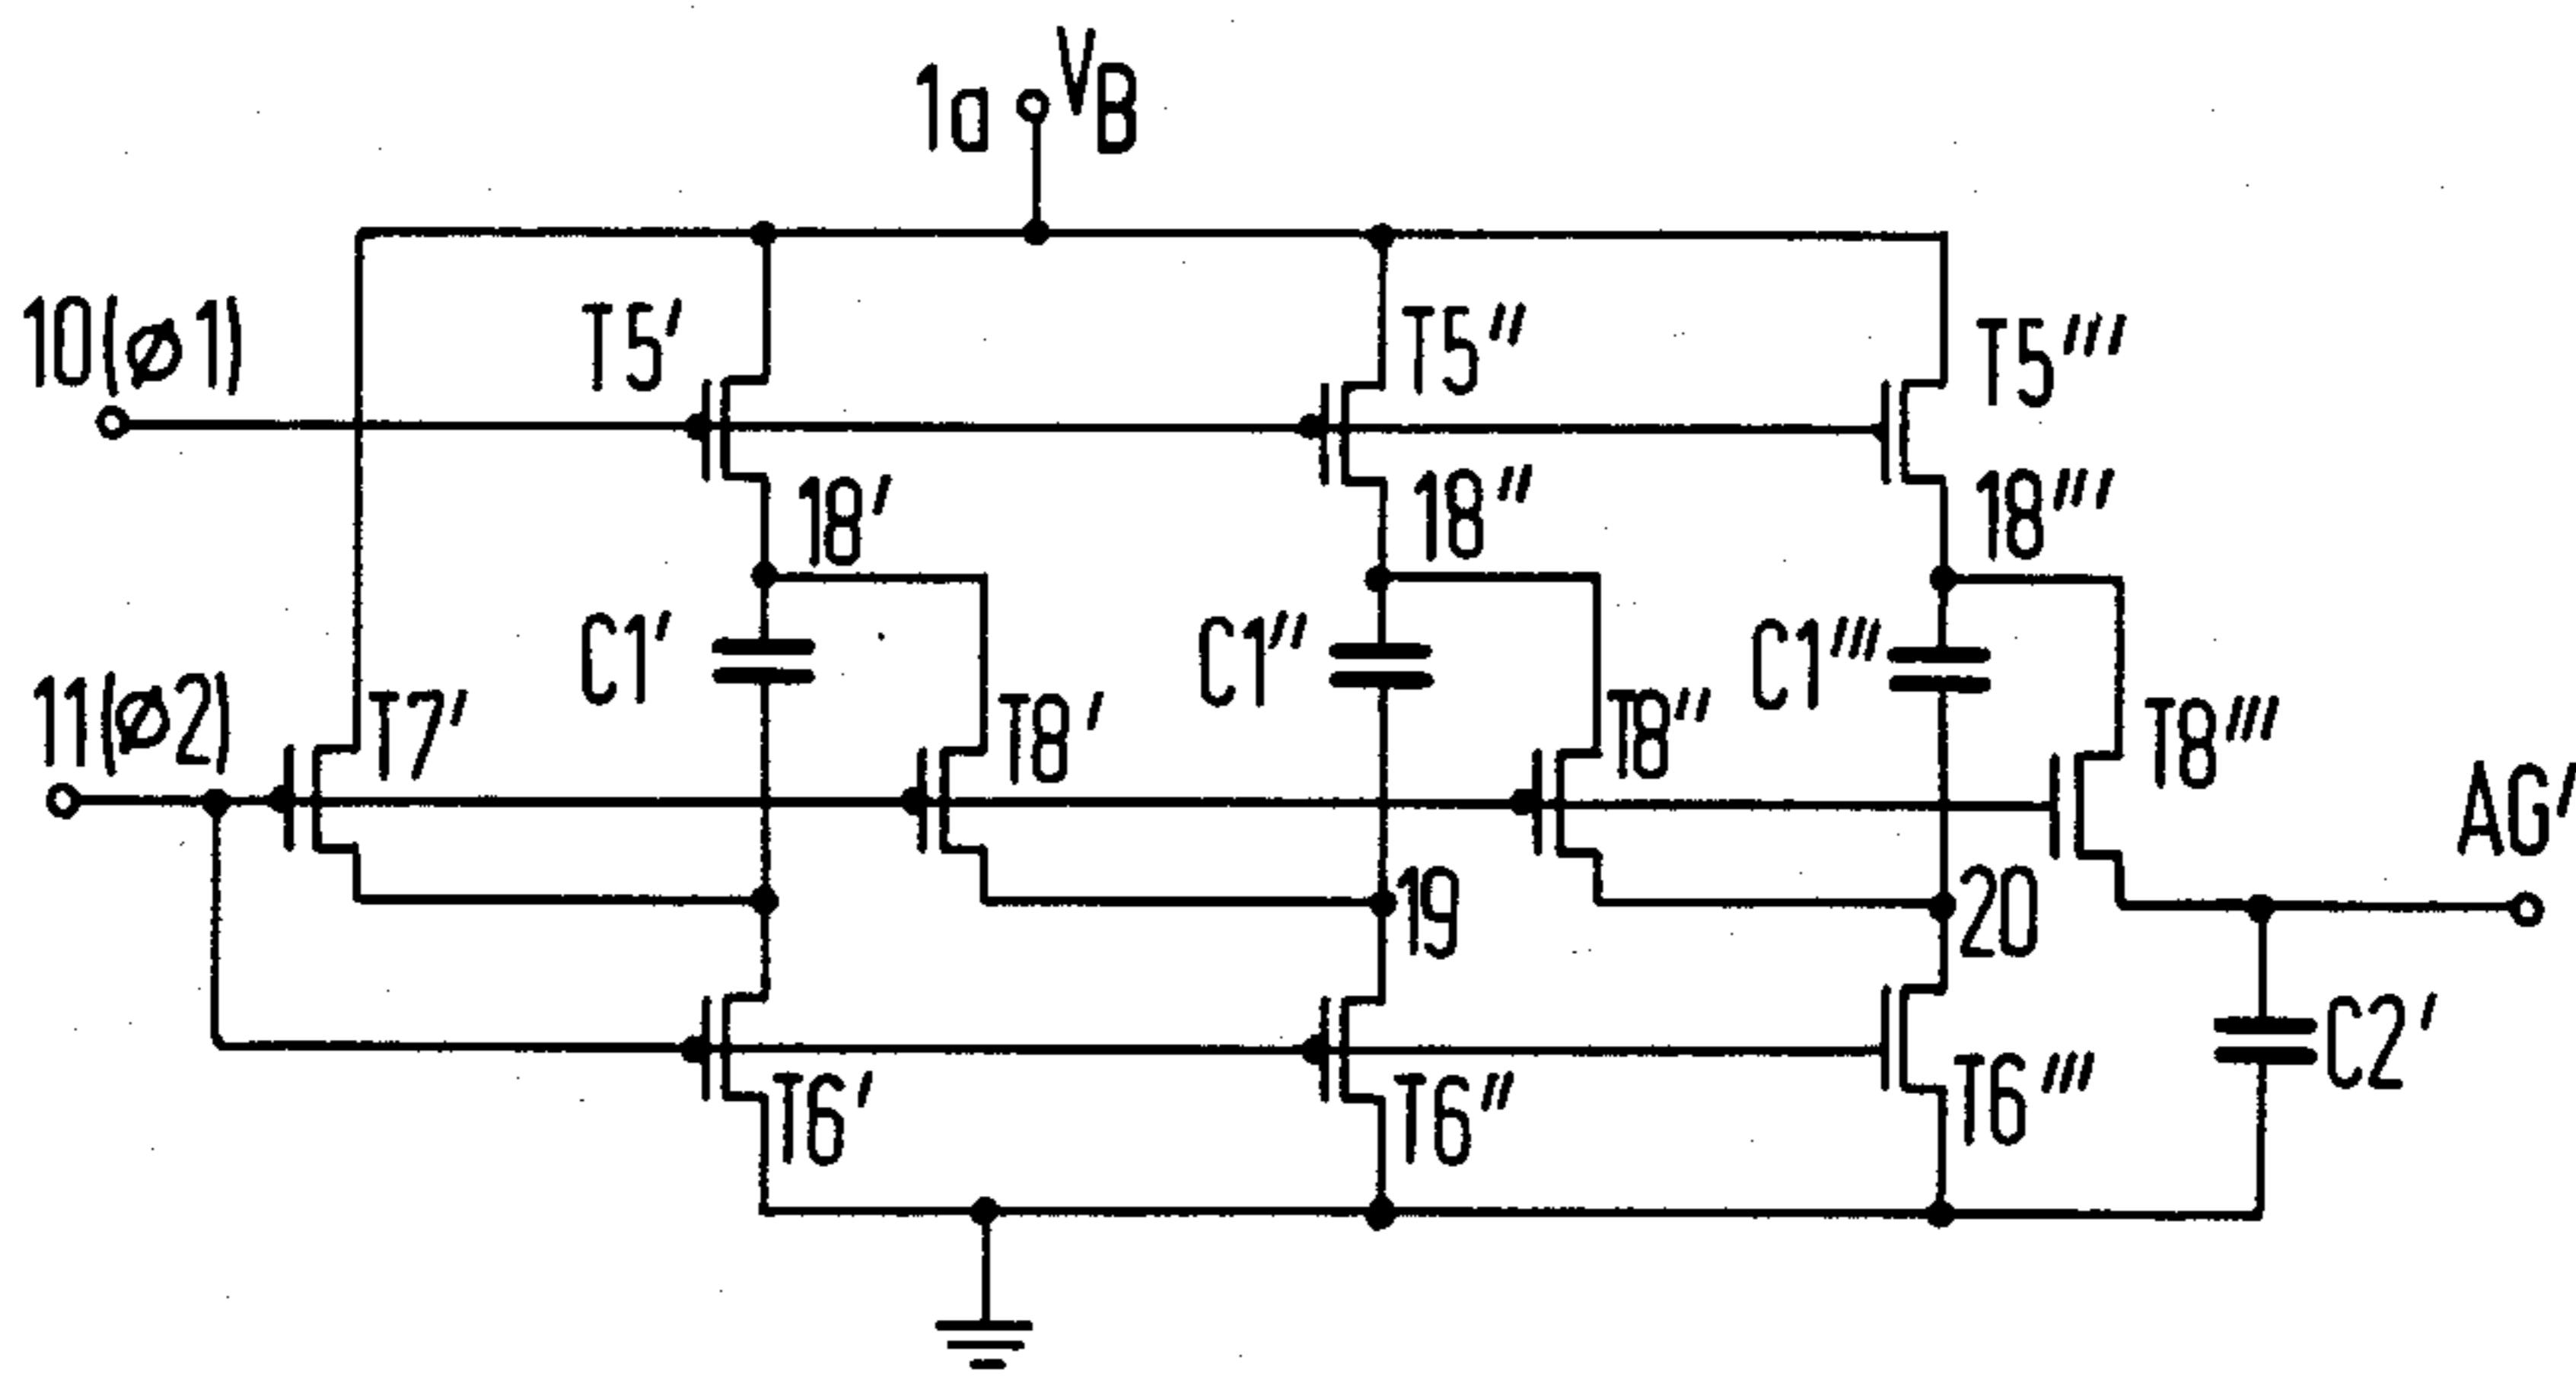 1a VB
10(ø1)
T5′
T5″
T5‴
18′
18″
18‴
C1′
C1″
C1‴
11(ø2)
T7′
T8′
T8″
T8‴
AG′
19
20
C2′
T6′
T6″
T6‴